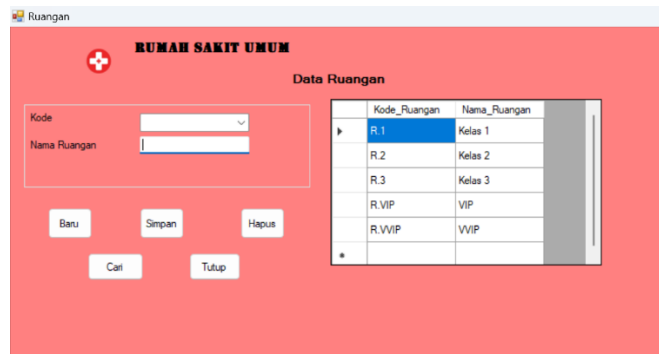 Ruangan
RUMAH SAKIT UMUM
Data Ruangan
Kode
Nama Ruangan
Baru Simpan Hapus
Cari Tutup
Kode_Ruangan Nama_Ruangan
R.1 Kelas 1
R.2 Kelas 2
R.3 Kelas 3
R.VIP VIP
R.VVIP VVIP